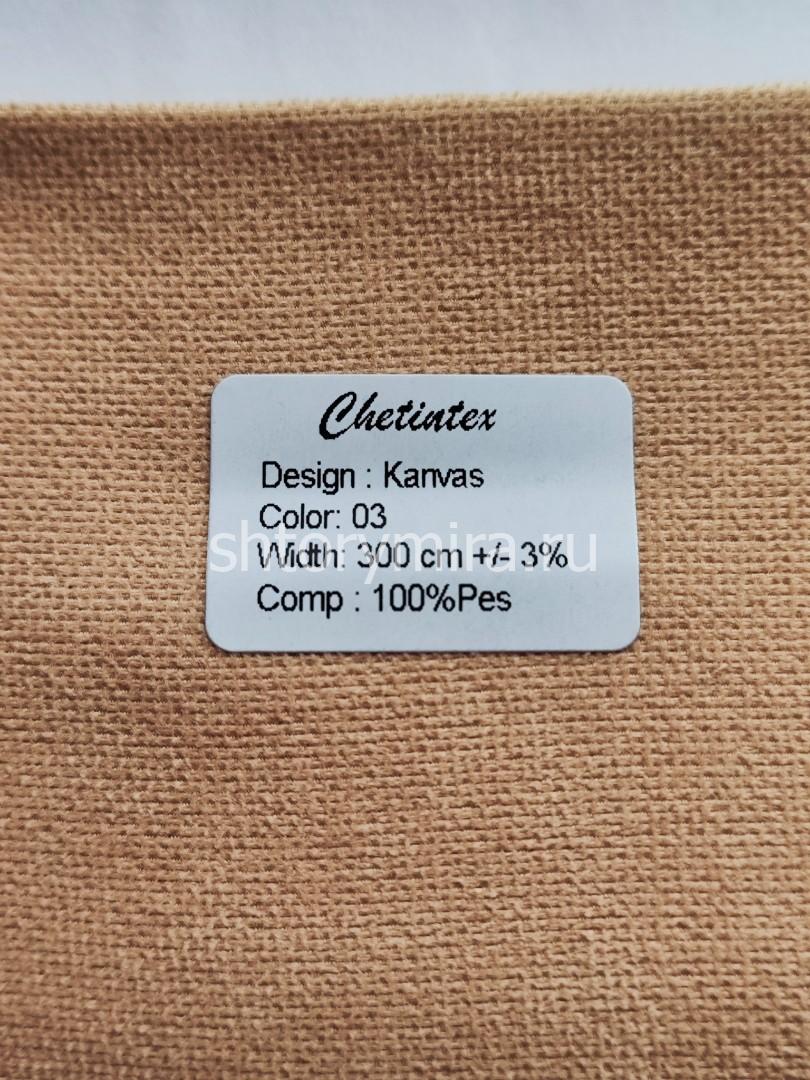 Chetintex
Design : Kanvas
Color: 03
shtorymira.ru
Width: 300 cm +/- 3%
Comp : 100%Pes